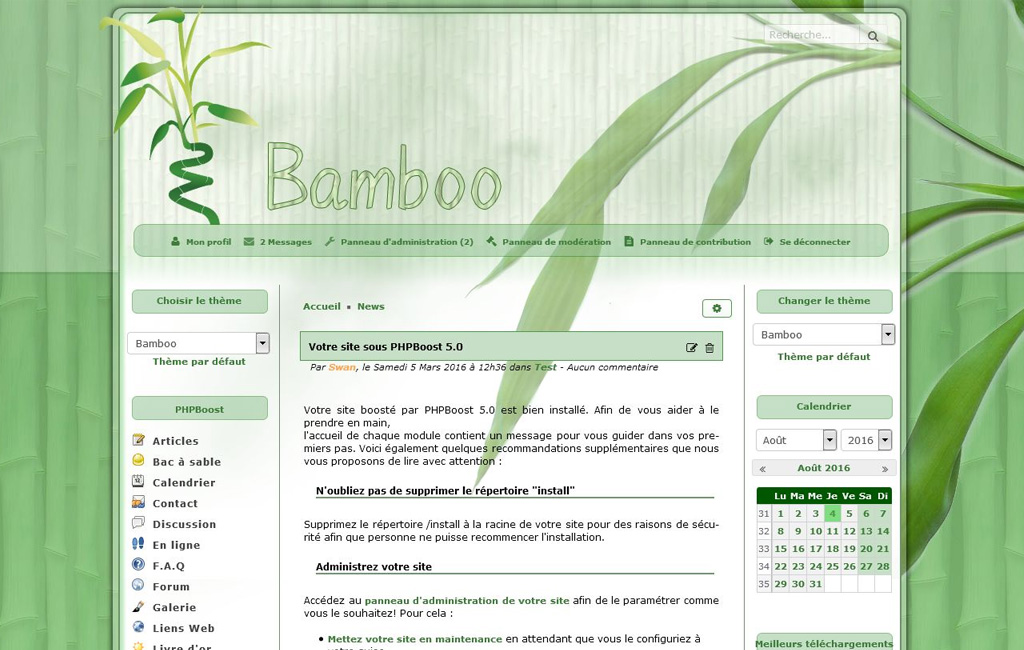 Recherche...
Bamboo
Mon profil 2 Messages Panneau d'administration (2) Panneau de modération Panneau de contribution Se déconnecter
Choisir le thème
Bamboo
Thème par défaut
PHPBoost
Articles
Bac à sable
Calendrier
Contact
Discussion
En ligne
F.A.Q
Forum
Galerie
Liens Web
Livre d'or
Accueil News
Votre site sous PHPBoost 5.0
Par Swan, le Samedi 5 Mars 2016 à 12h36 dans Test - Aucun commentaire
Votre site boosté par PHPBoost 5.0 est bien installé. Afin de vous aider à le
prendre en main,
l'accueil de chaque module contient un message pour vous guider dans vos pre-
miers pas. Voici également quelques recommandations supplémentaires que nous
vous proposons de lire avec attention :
N'oubliez pas de supprimer le répertoire "install"
Supprimez le répertoire /install à la racine de votre site pour des raisons de sécu-
rité afin que personne ne puisse recommencer l'installation.
Administrez votre site
Accédez au panneau d'administration de votre site afin de le paramétrer comme
vous le souhaitez! Pour cela :
• Mettez votre site en maintenance en attendant que vous le configuriez à
votre guise
Changer le thème
Bamboo
Thème par défaut
Calendrier
Août 2016
« Août 2016 »
Lu Ma Me Je Ve Sa Di
31 1 2 3 4 5 6 7
32 8 9 10 11 12 13 14
33 15 16 17 18 19 20 21
34 22 23 24 25 26 27 28
35 29 30 31
Meilleurs téléchargements